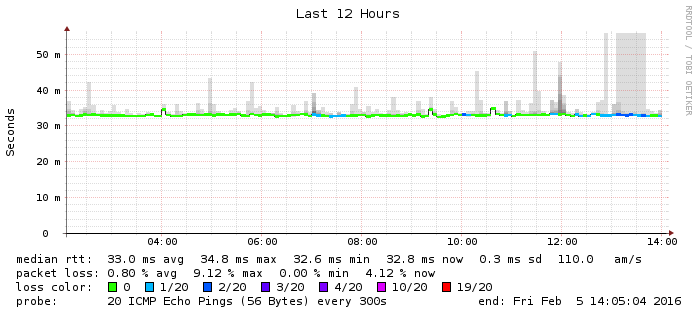 Last 12 Hours
RRDTOOL / TOBI OETIKER
Seconds
50 m
40 m
30 m
20 m
10 m
0
04:00 06:00 08:00 10:00 12:00 14:00
median rtt: 33.0 ms avg 34.8 ms max 32.6 ms min 32.8 ms now 0.3 ms sd 110.0 am/s
packet loss: 0.80 % avg 9.12 % max 0.00 % min 4.12 % now
loss color: 0 1/20 2/20 3/20 4/20 10/20 19/20
probe: 20 ICMP Echo Pings (56 Bytes) every 300s end: Fri Feb 5 14:05:04 2016